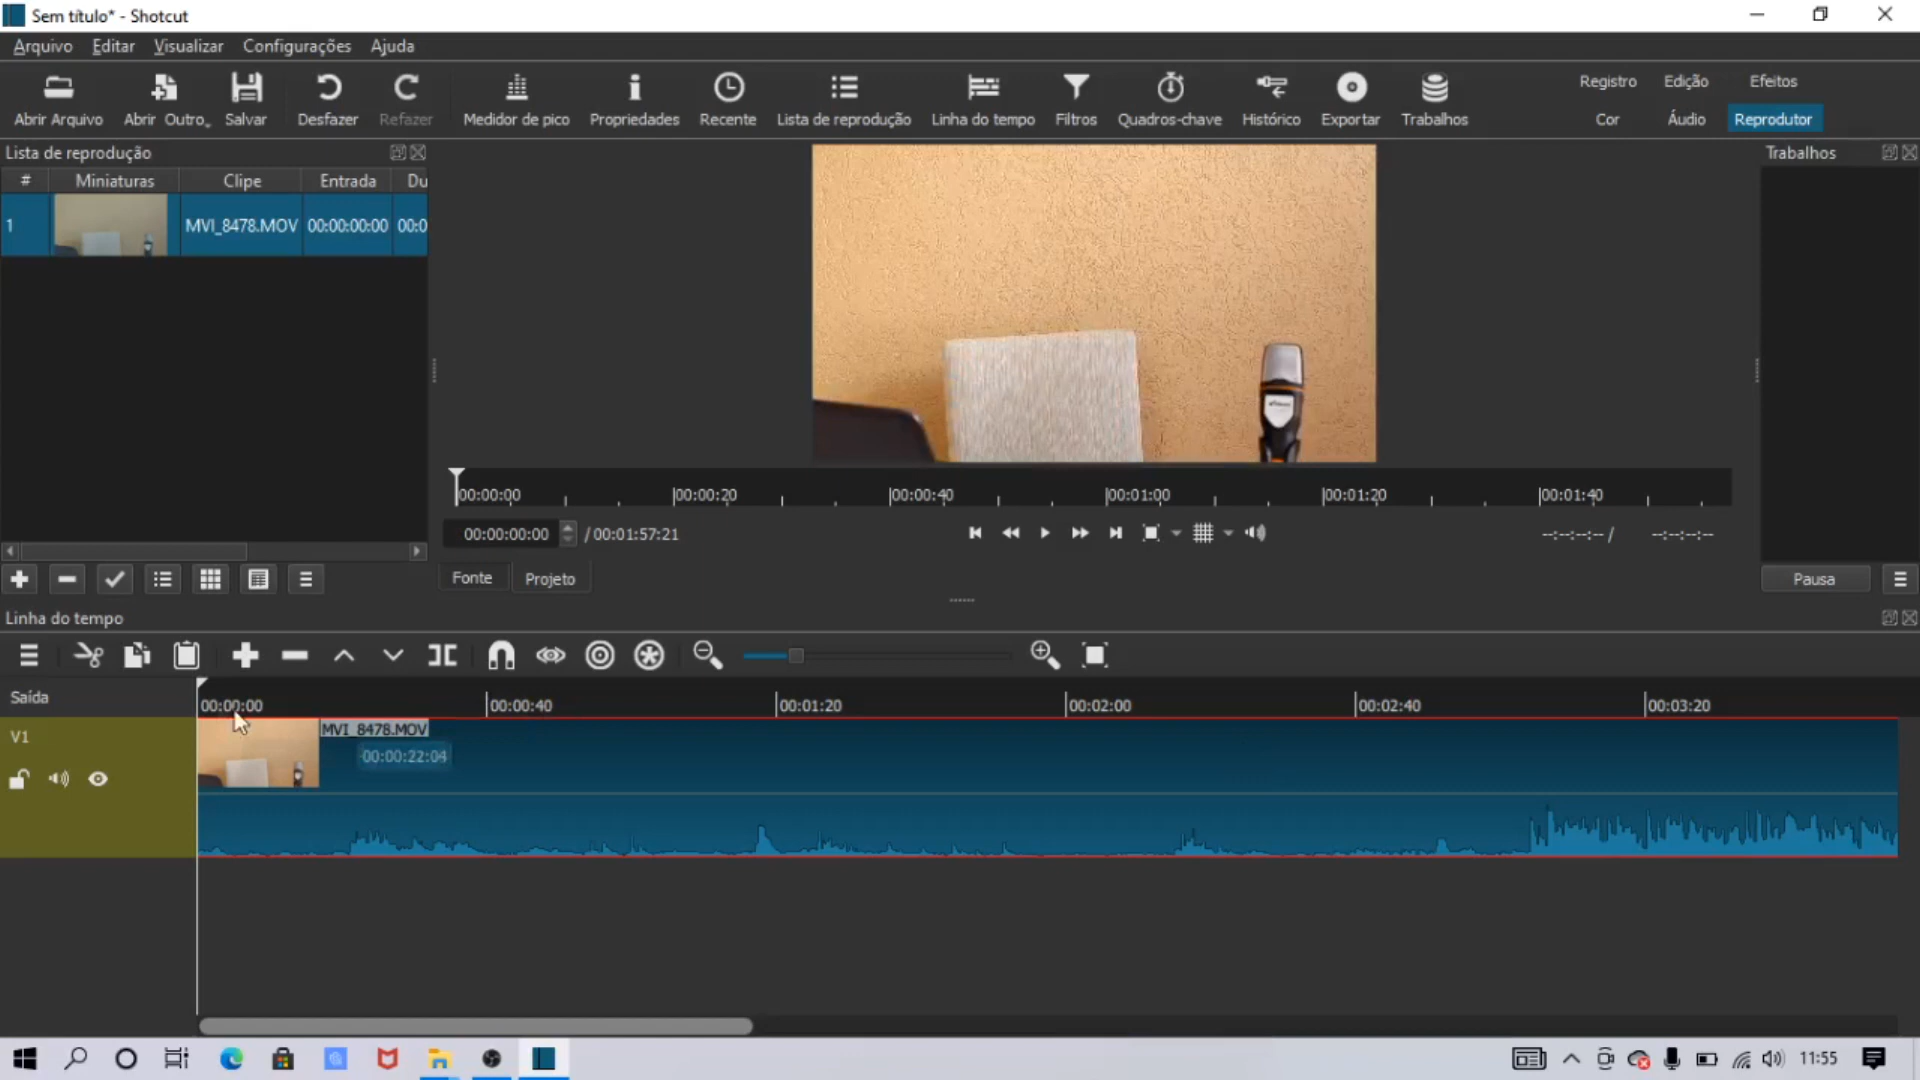 Sem título* - Shotcut
Arquivo Editar Visualizar Configurações Ajuda
Abrir Arquivo Abrir Outro Salvar Desfazer Refazer Medidor de pico Propriedades Recente Lista de reprodução Linha do tempo Filtros Quadros-chave Histórico Exportar Trabalhos
Registro Edição Efeitos
Cor Áudio Reprodutor
Lista de reprodução
Trabalhos
# Miniaturas Clipe Entrada Du
1 MVI_8478.MOV 00:00:00:00 00:0
00:00:00 00:00:20 00:00:40 00:01:00 00:01:20 00:01:40
00:00:00:00 / 00:01:57:21 --:--:--:-- / --:--:--:--
Fonte Projeto
Pausa
Linha do tempo
Saída
00:00:00 00:00:40 00:01:20 00:02:00 00:02:40 00:03:20
V1
MVI_8478.MOV
-00:00:22:04
11:55